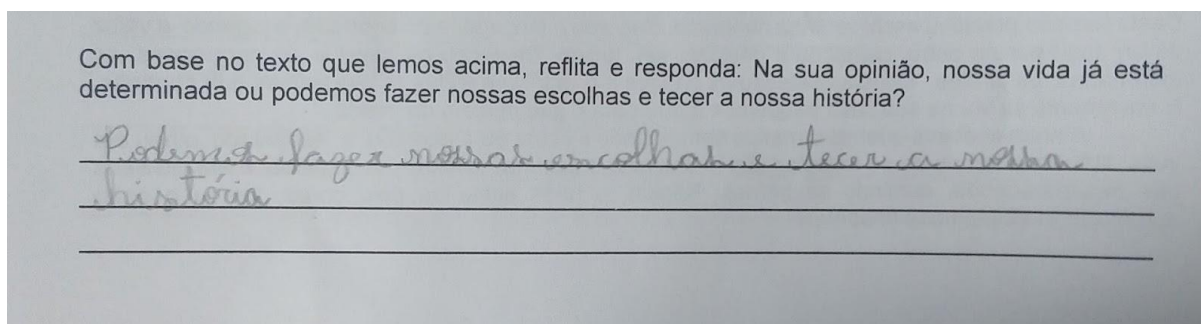 Com base no texto que lemos acima, reflita e responda: Na sua opinião, nossa vida já está
determinada ou podemos fazer nossas escolhas e tecer a nossa história?
Podemos fazer nossas escolhas e tecer a nossa
história